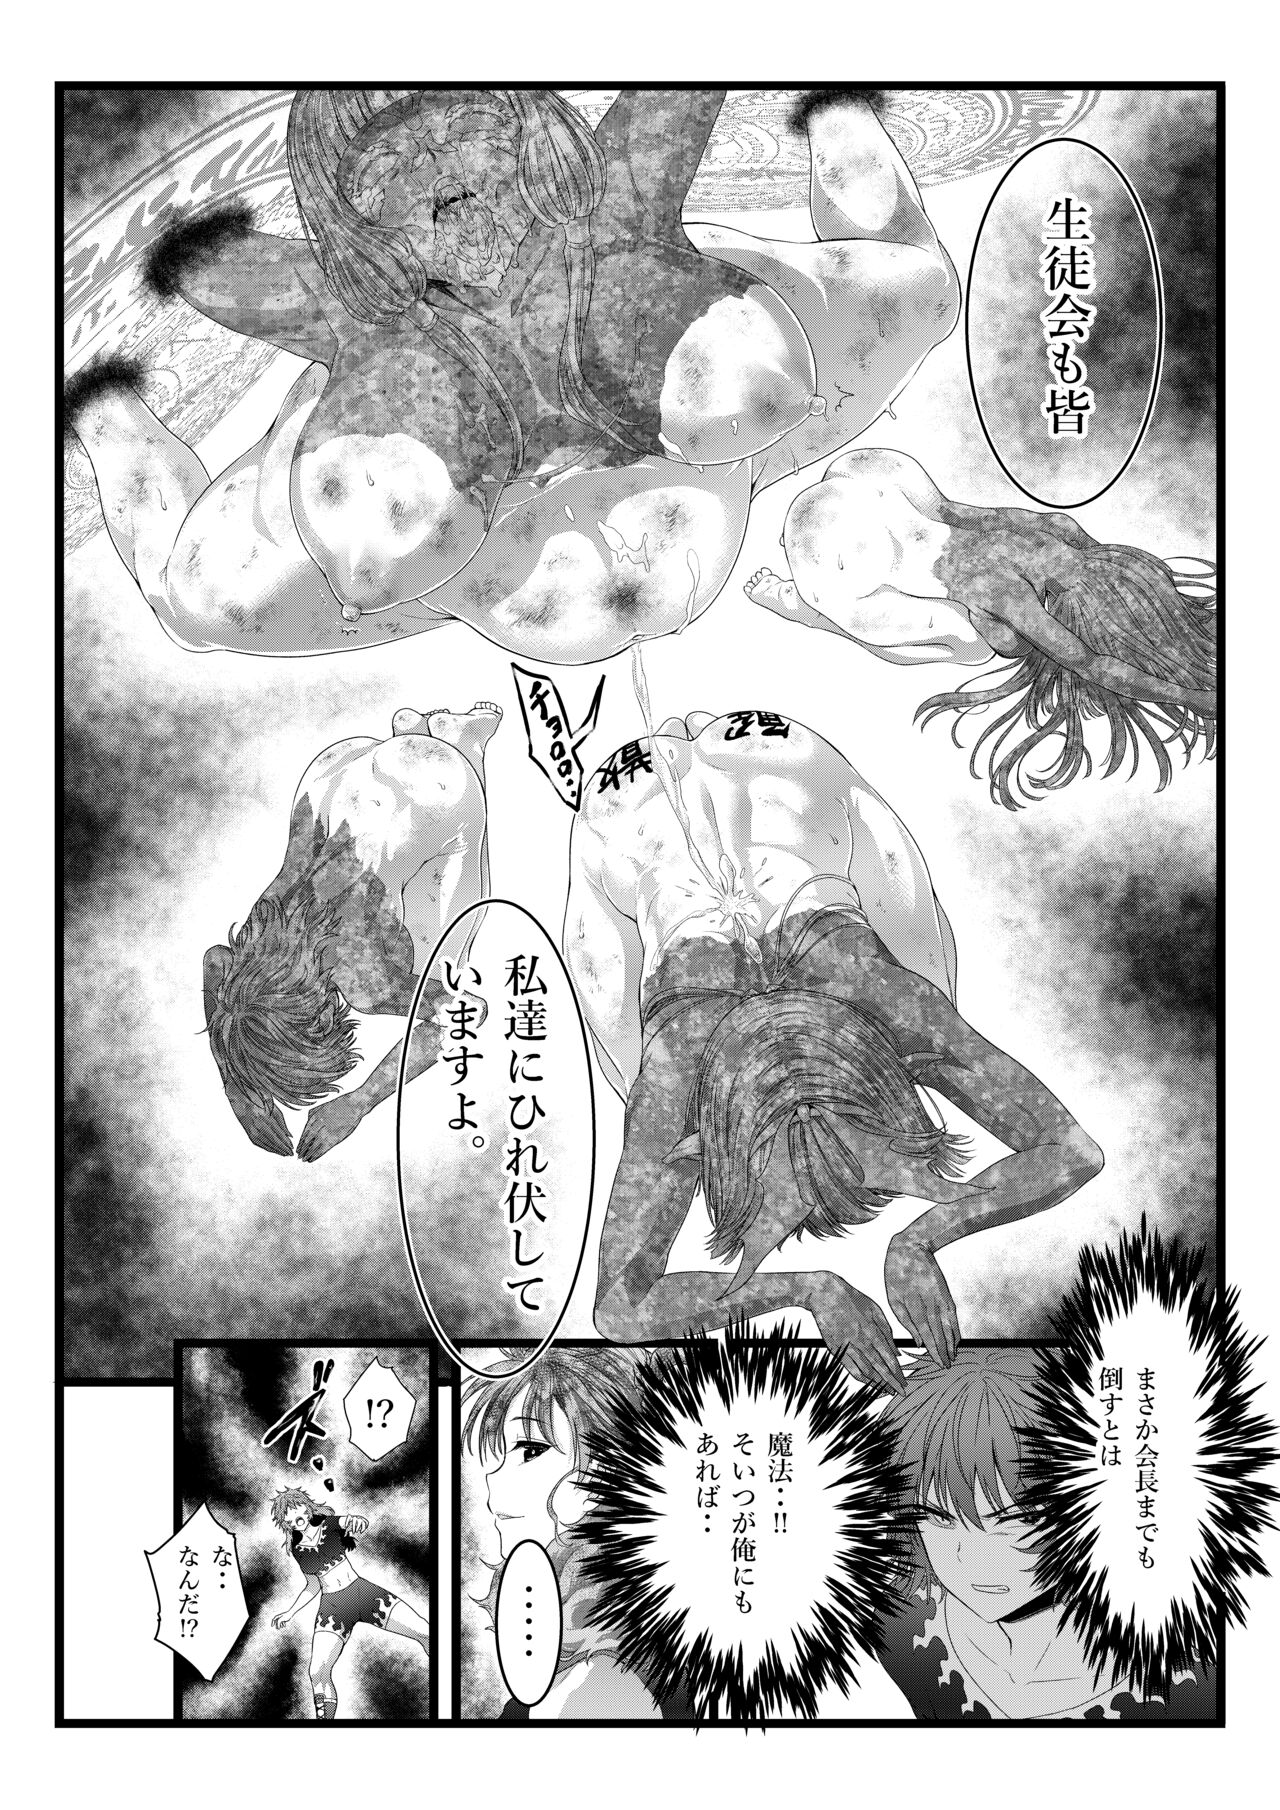 生徒会も皆
チョロロ‥
私達にひれ伏して
いますよ。
まさか会長までも
倒すとは
魔法‥!!
そいつが俺にも
あれば‥
‥‥‥
!?
ズズ
な‥
なんだ!?